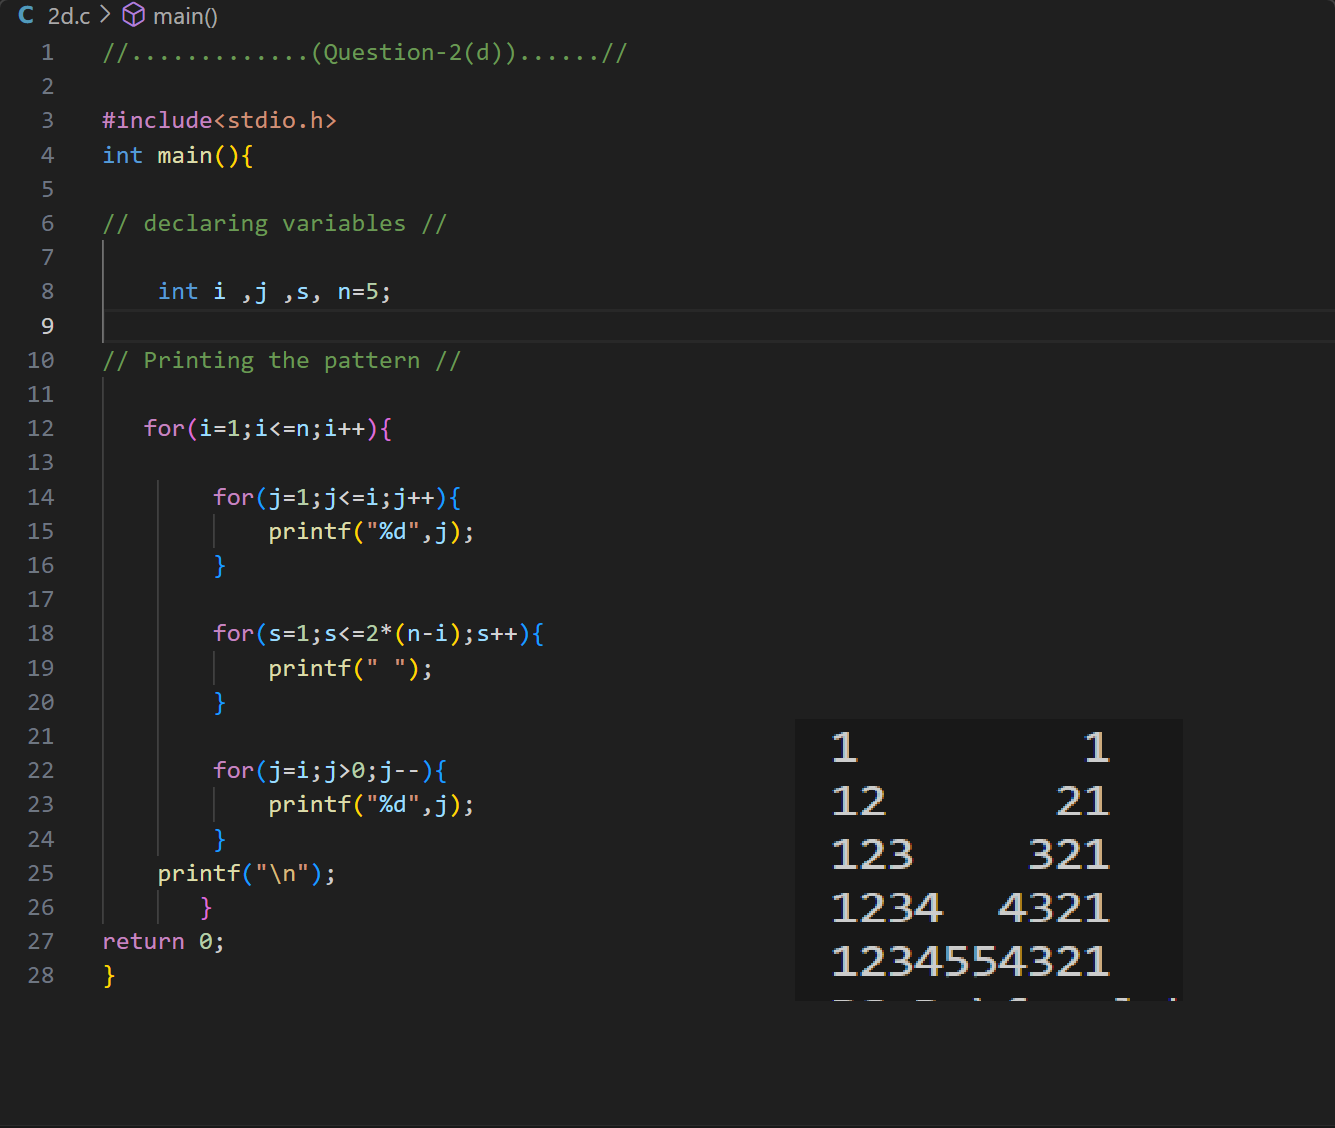 C 2d.c > main()
1 //.............(Question-2(d))......//
2
3 #include<stdio.h>
4 int main(){
5
6 // declaring variables //
7
8     int i ,j ,s, n=5;
9
10 // Printing the pattern //
11
12    for(i=1;i<=n;i++){
13
14         for(j=1;j<=i;j++){
15             printf("%d",j);
16         }
17
18         for(s=1;s<=2*(n-i);s++){
19             printf(" ");
20         }
21
22         for(j=i;j>0;j--){
23             printf("%d",j);
24         }
25     printf("\n");
26        }
27 return 0;
28 }
1        1
12      21
123    321
1234  4321
1234554321